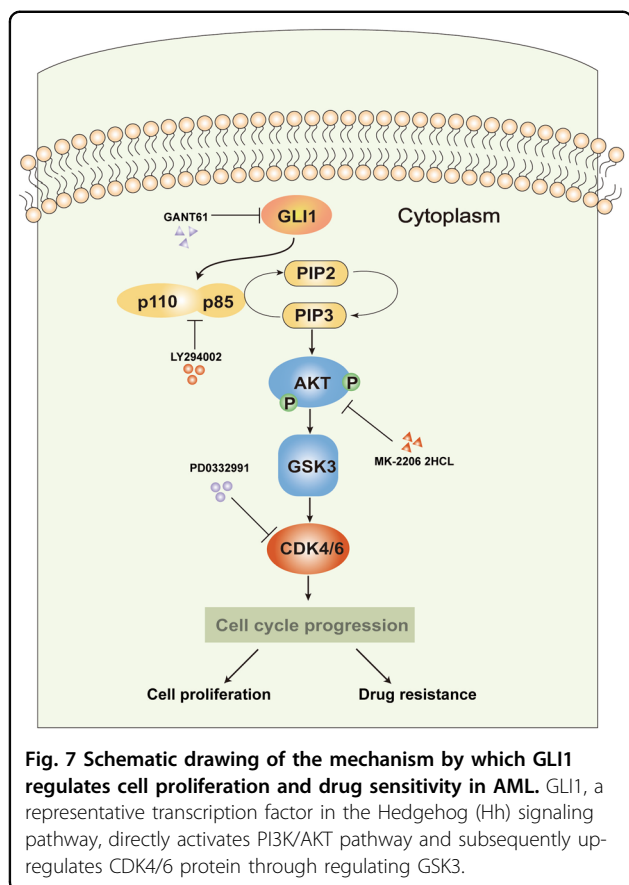 GANT61
GLI1
Cytoplasm
PIP2
p110
p85
PIP3
LY294002
AKT
P
P
MK-2206 2HCL
GSK3
PD0332991
CDK4/6
Cell cycle progression
Cell proliferation
Drug resistance
Fig. 7 Schematic drawing of the mechanism by which GLI1
regulates cell proliferation and drug sensitivity in AML. GLI1, a
representative transcription factor in the Hedgehog (Hh) signaling
pathway, directly activates PI3K/AKT pathway and subsequently up-
regulates CDK4/6 protein through regulating GSK3.